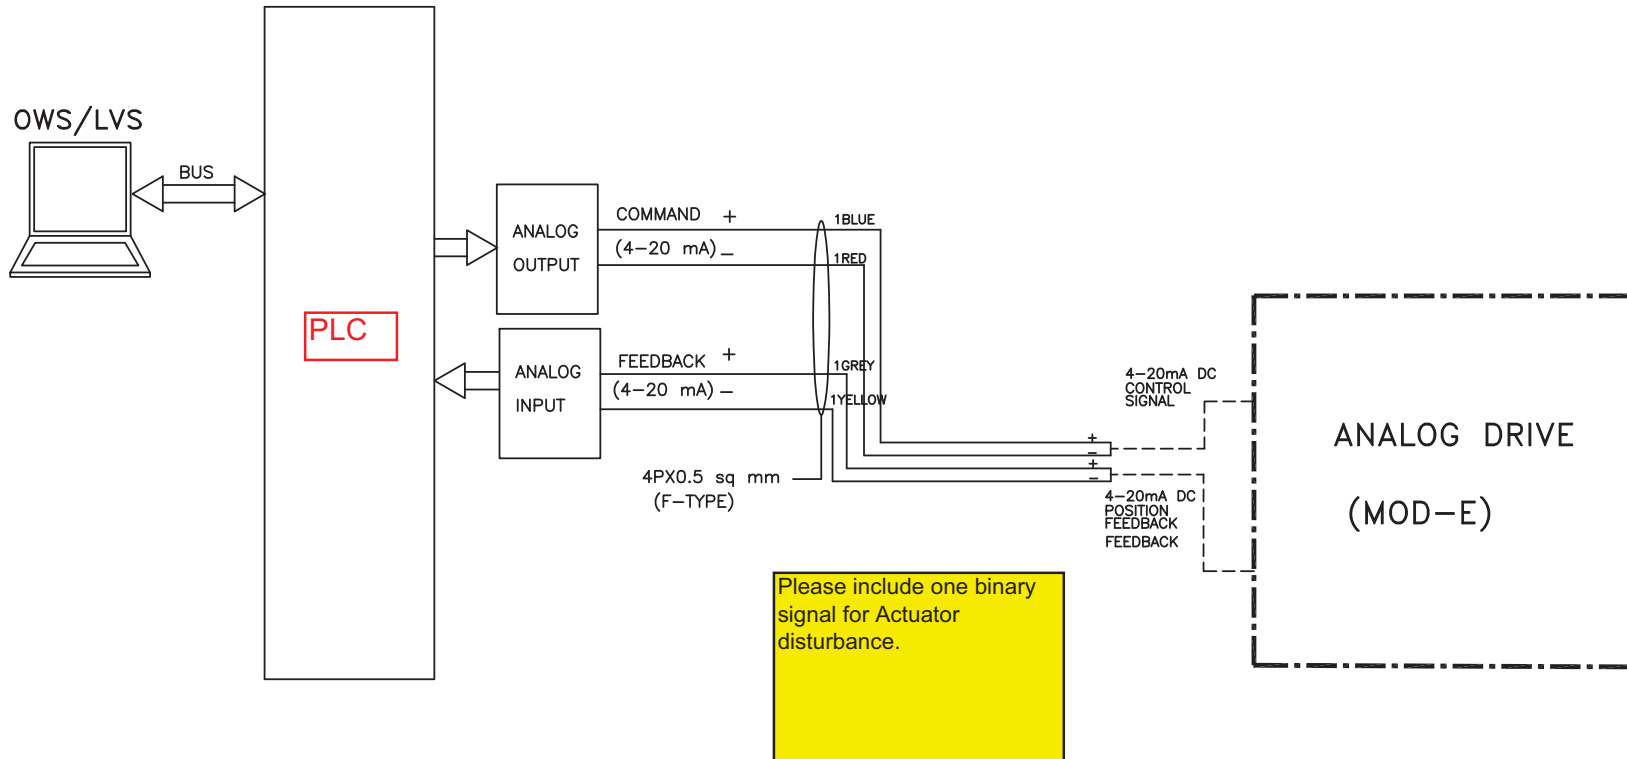 OWS/LVS
BUS
PLC
ANALOG
OUTPUT
COMMAND +
(4-20 mA) -
1BLUE
1RED
ANALOG
INPUT
FEEDBACK +
(4-20 mA) -
1GREY
1YELLOW
4PX0.5 sq mm
(F-TYPE)
+
-
+
-
4-20mA DC
CONTROL
SIGNAL
4-20mA DC
POSITION
FEEDBACK
FEEDBACK
ANALOG DRIVE
(MOD-E)
Please include one binary
signal for Actuator
disturbance.